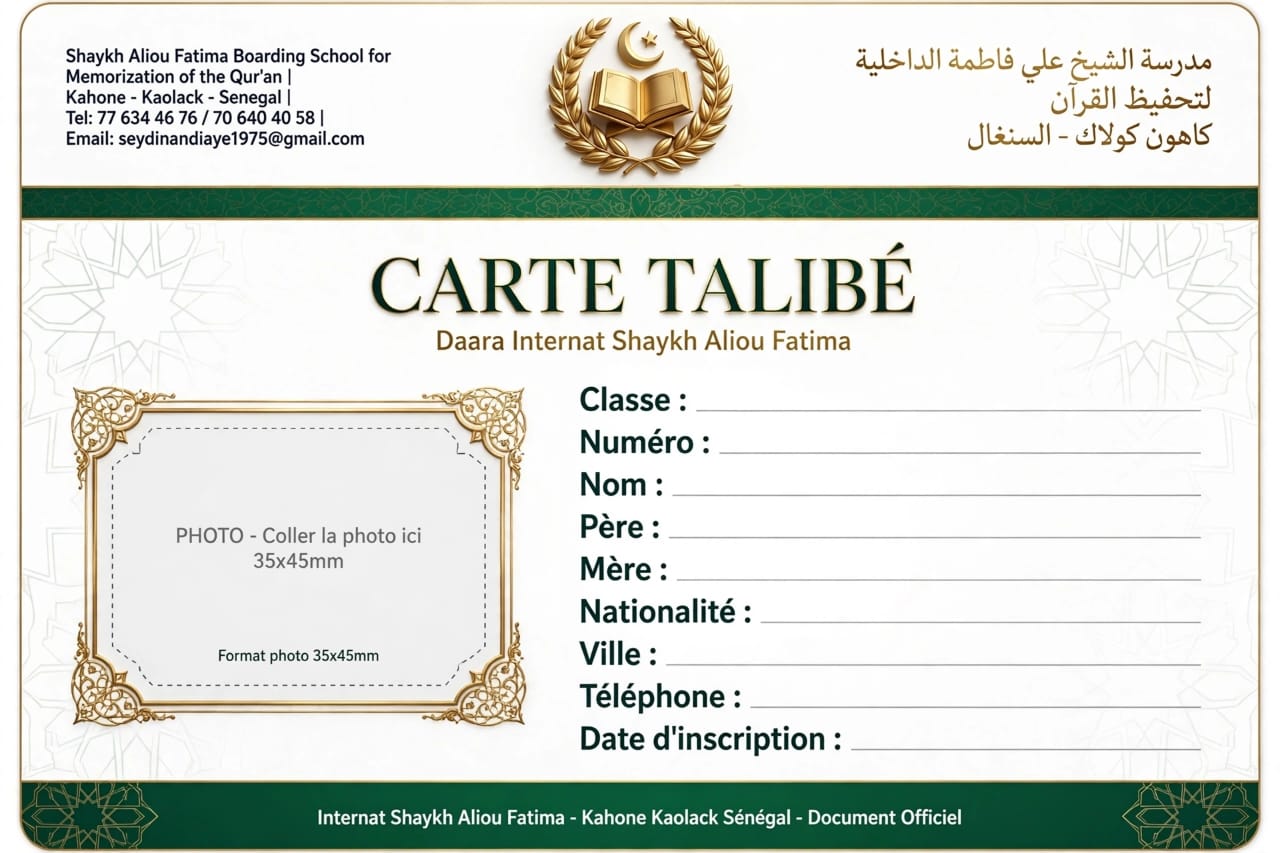 Shaykh Aliou Fatima Boarding School for
Memorization of the Qur'an |
Kahone - Kaolack - Senegal |
Tel: 77 634 46 76 / 70 640 40 58 |
Email: seydinandiaye1975@gmail.com
مدرسة الشيخ علي فاطمة الداخلية
لتحفيظ القرآن
كاهون كولاك - السنغال
CARTE TALIBÉ
Daara Internat Shaykh Aliou Fatima
PHOTO - Coller la photo ici
35x45mm
Format photo 35x45mm
Classe :
Numéro :
Nom :
Père :
Mère :
Nationalité :
Ville :
Téléphone :
Date d'inscription :
Internat Shaykh Aliou Fatima - Kahone Kaolack Sénégal - Document Officiel